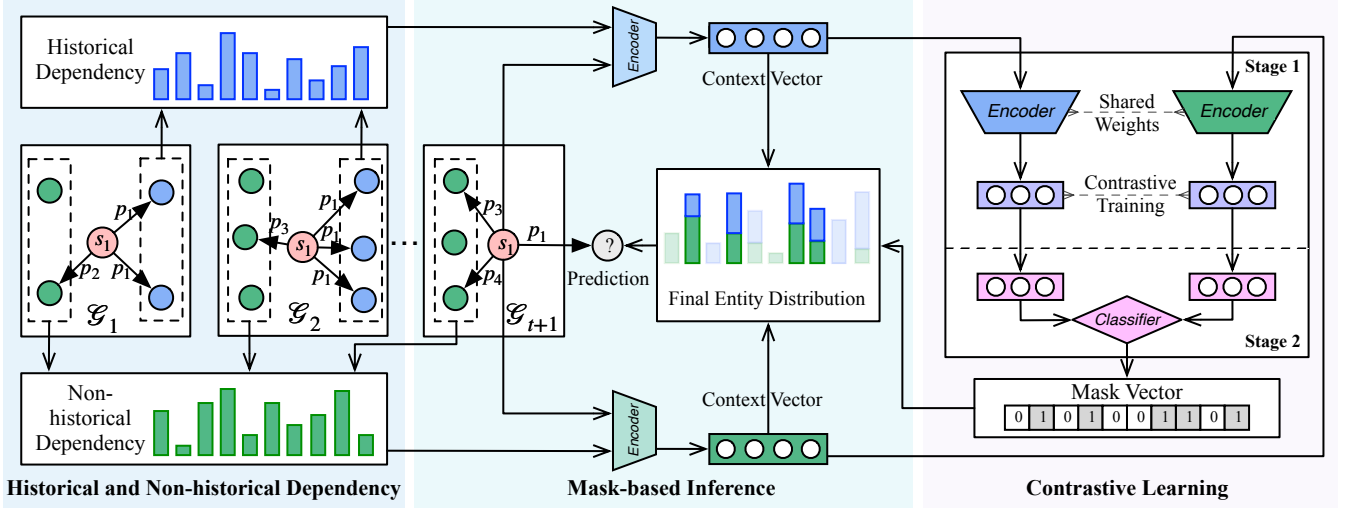 Historical
Dependency
Encoder
Context Vector
Stage 1
Encoder
Shared
Weights
Encoder
Contrastive
Training
p₁
s₁
p₂
p₁
𝒢₁
p₁
p₃
s₁
p₁
p₁
𝒢₂
...
p₃
s₁
p₁
p₄
𝒢ₜ₊₁
?
Prediction
Final Entity Distribution
Classifier
Stage 2
Non-
historical
Dependency
Encoder
Context Vector
Mask Vector
0 1 0 1 0 0 1 1 0 1
Historical and Non-historical Dependency
Mask-based Inference
Contrastive Learning